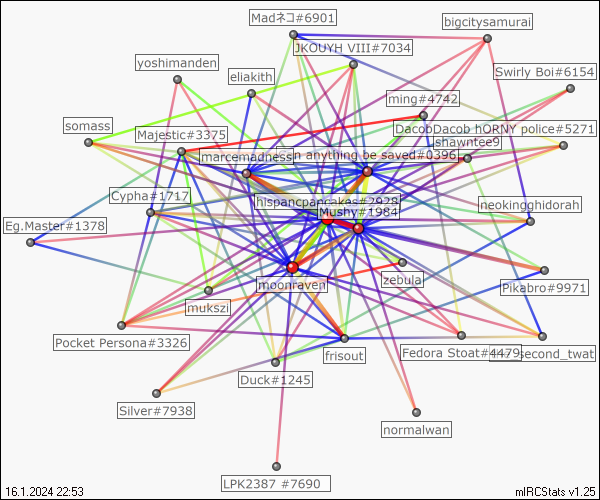 Madネコ#6901
bigcitysamurai
JKOUYH VIII#7034
yoshimanden
eliakith
Swirly Boi#6154
ming#4742
somass
DacobDacob hORNY police#5271
Majestic#3375
shawntee9
marcemadness
n anything be saved#0396
Cypha#1717
hispancpancakes#2928
neokingghidorah
Mushy#1984
Eg.Master#1378
moonraven
zebula
Pikabro#9971
mukszi
Pocket Persona#3326
frisout
Fedora Stoat#4479
second_twat
Duck#1245
Silver#7938
normalwan
LPK2387 #7690
16.1.2024 22:53
mIRCStats v1.25